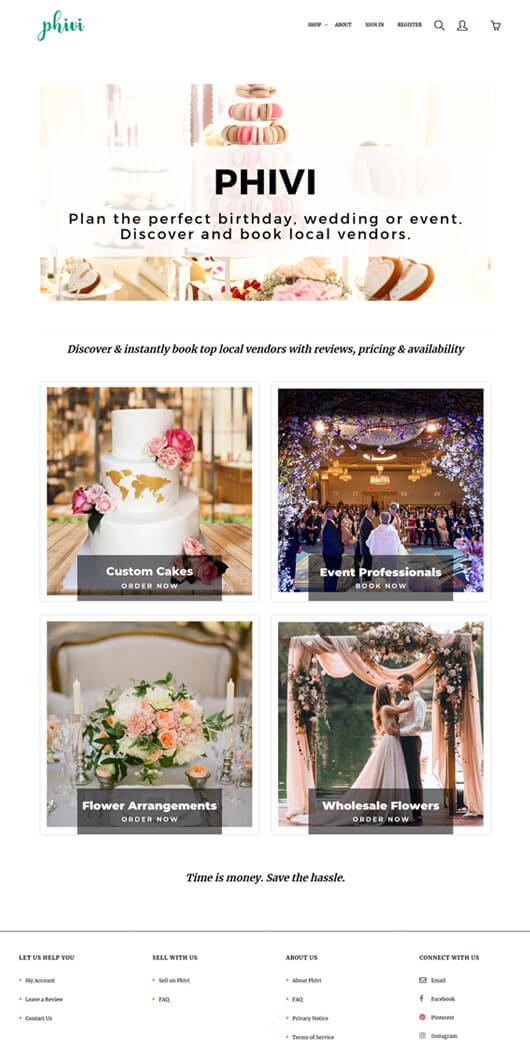 phivi
SHOP
ABOUT
SIGN IN
REGISTER
PHIVI
Plan the perfect birthday, wedding or event.
Discover and book local vendors.
Discover & instantly book top local vendors with reviews, pricing & availability
Custom Cakes
ORDER NOW
Event Professionals
BOOK NOW
Flower Arrangements
ORDER NOW
Wholesale Flowers
ORDER NOW
Time is money. Save the hassle.
LET US HELP YOU
My Account
Leave a Review
Contact Us
SELL WITH US
Sell on Phivi
FAQ
ABOUT US
About Phivi
FAQ
Privacy Notice
Terms of Service
CONNECT WITH US
Email
Facebook
Pinterest
Instagram